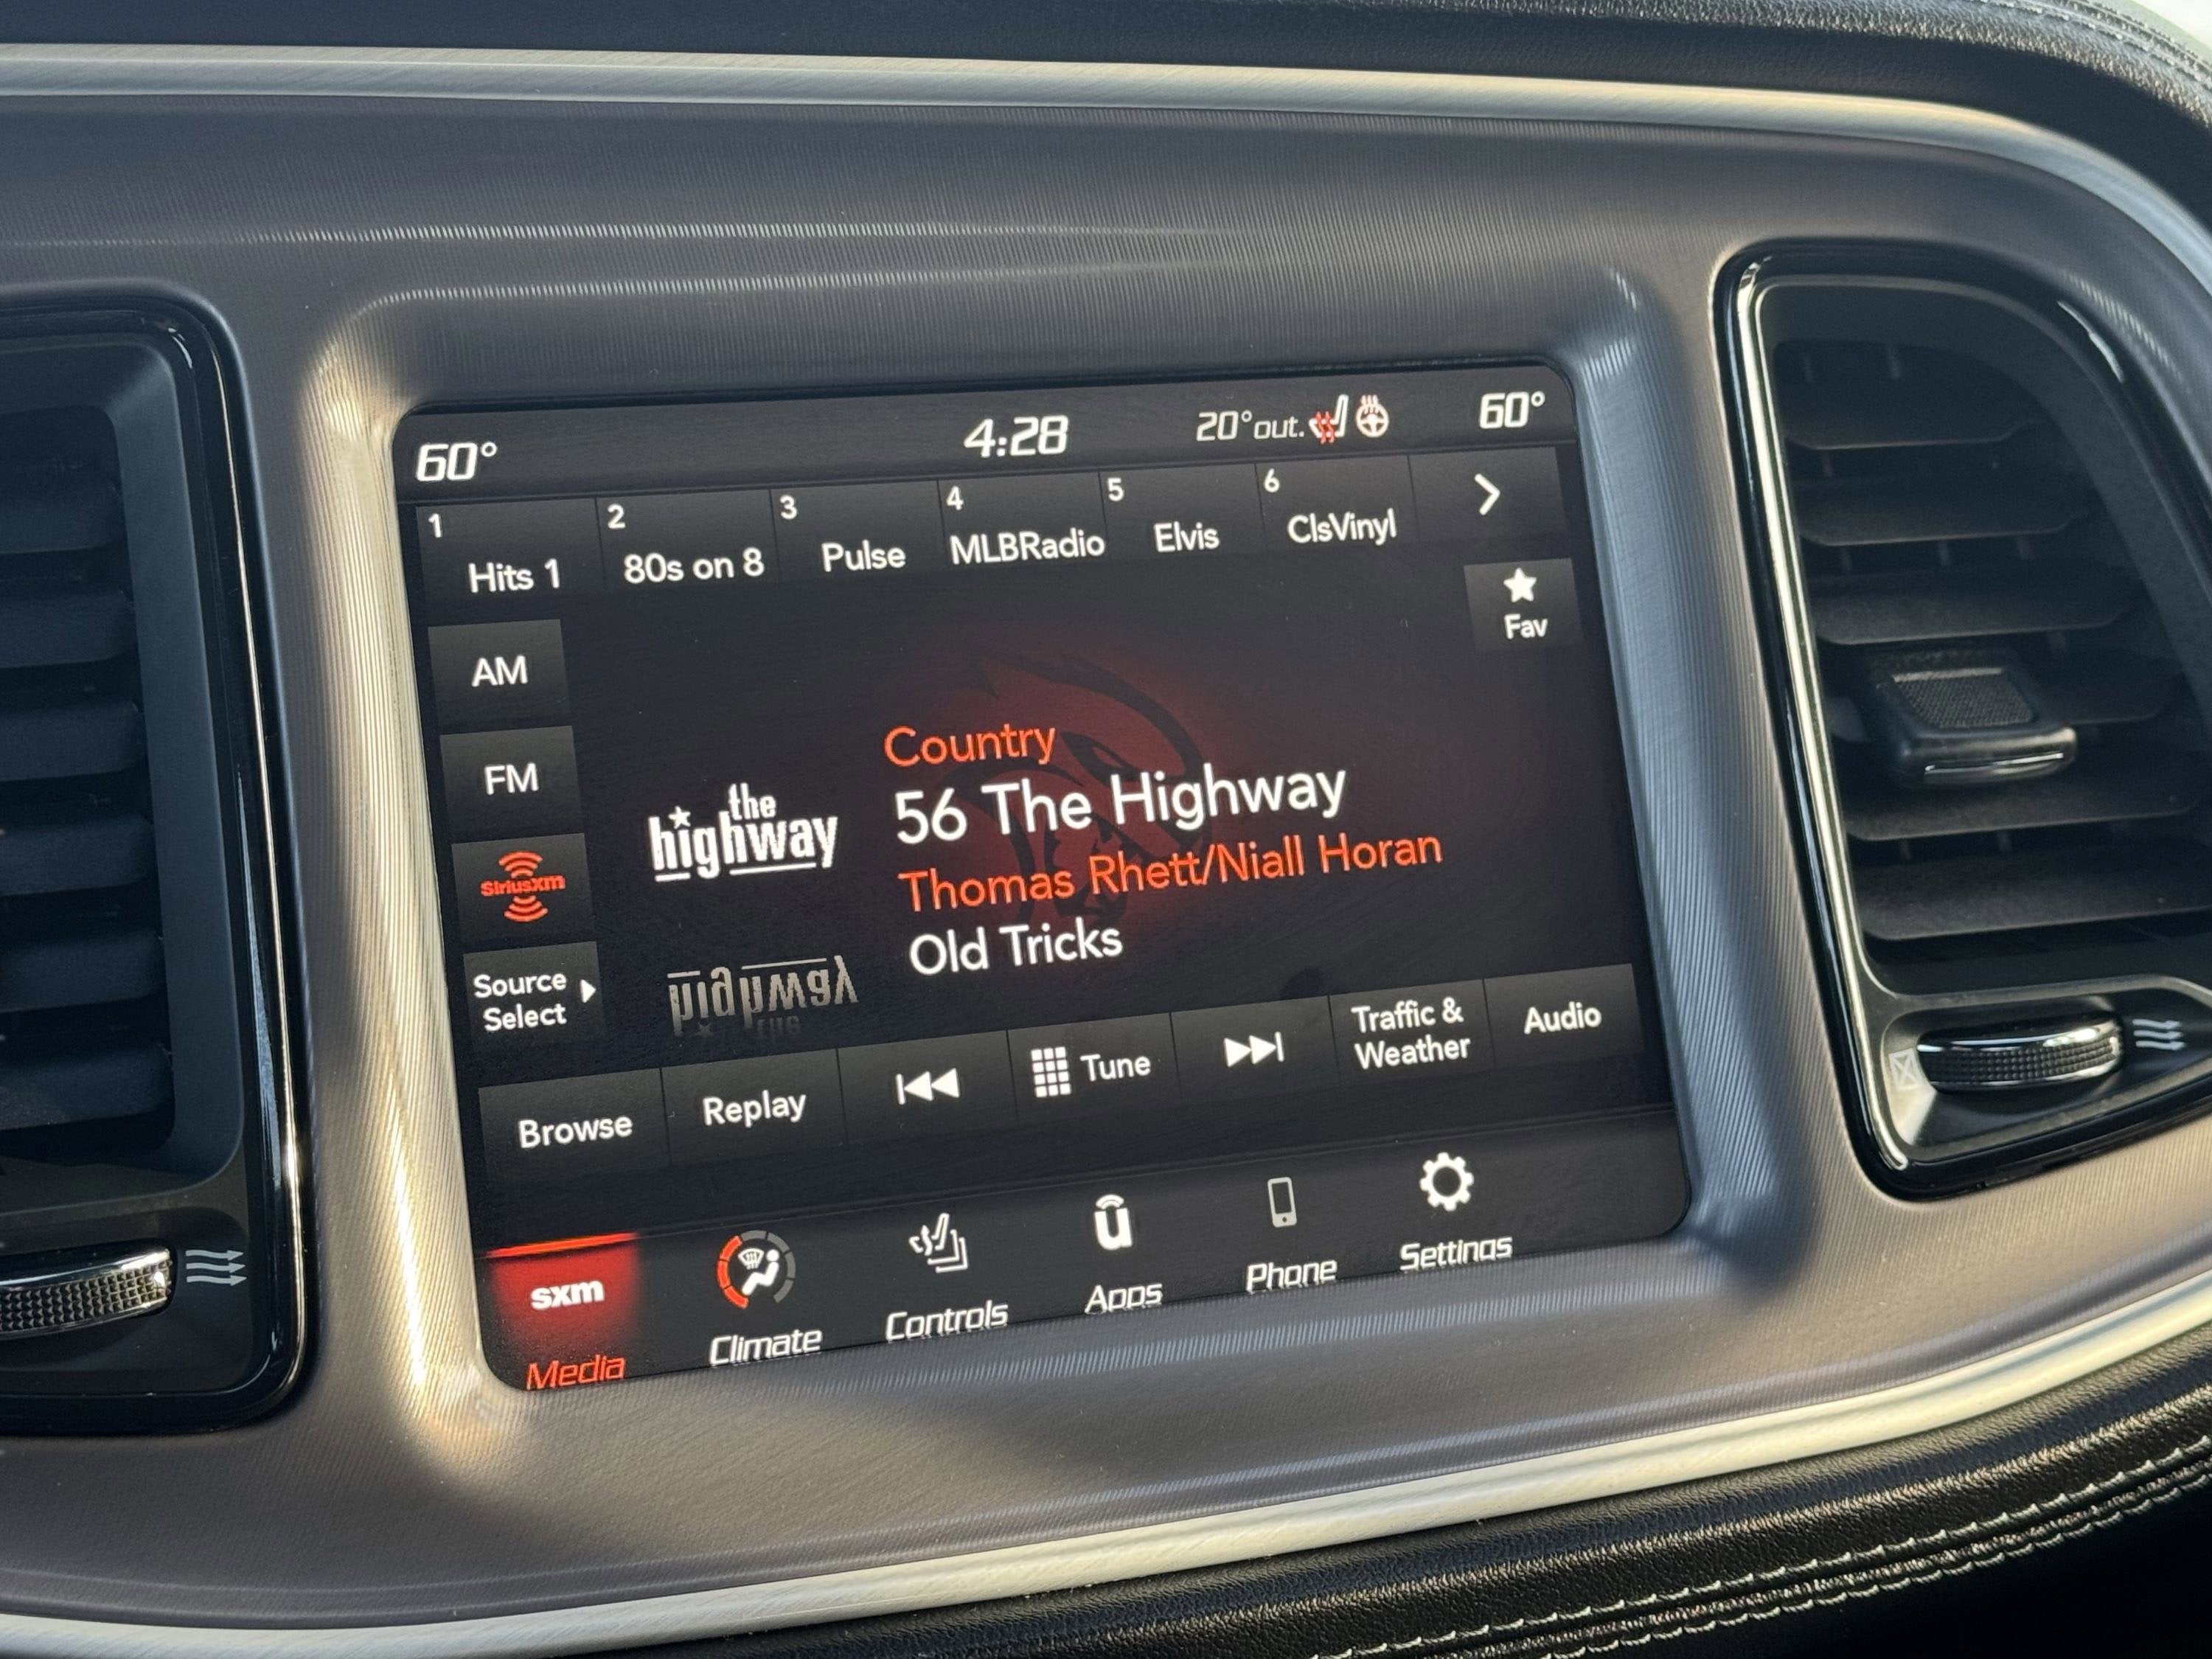 60° 4:28 20°out. 60°
1 2 3 4 5 6
Hits 1 80s on 8 Pulse MLBRadio Elvis ClsVinyl
Fav
AM
FM
SiriusXM
Source
Select
the
highway
Country
56 The Highway
Thomas Rhett/Niall Horan
Old Tricks
Browse Replay Tune Traffic &
Weather Audio
sxm
Media Climate Controls Apps Phone Settings